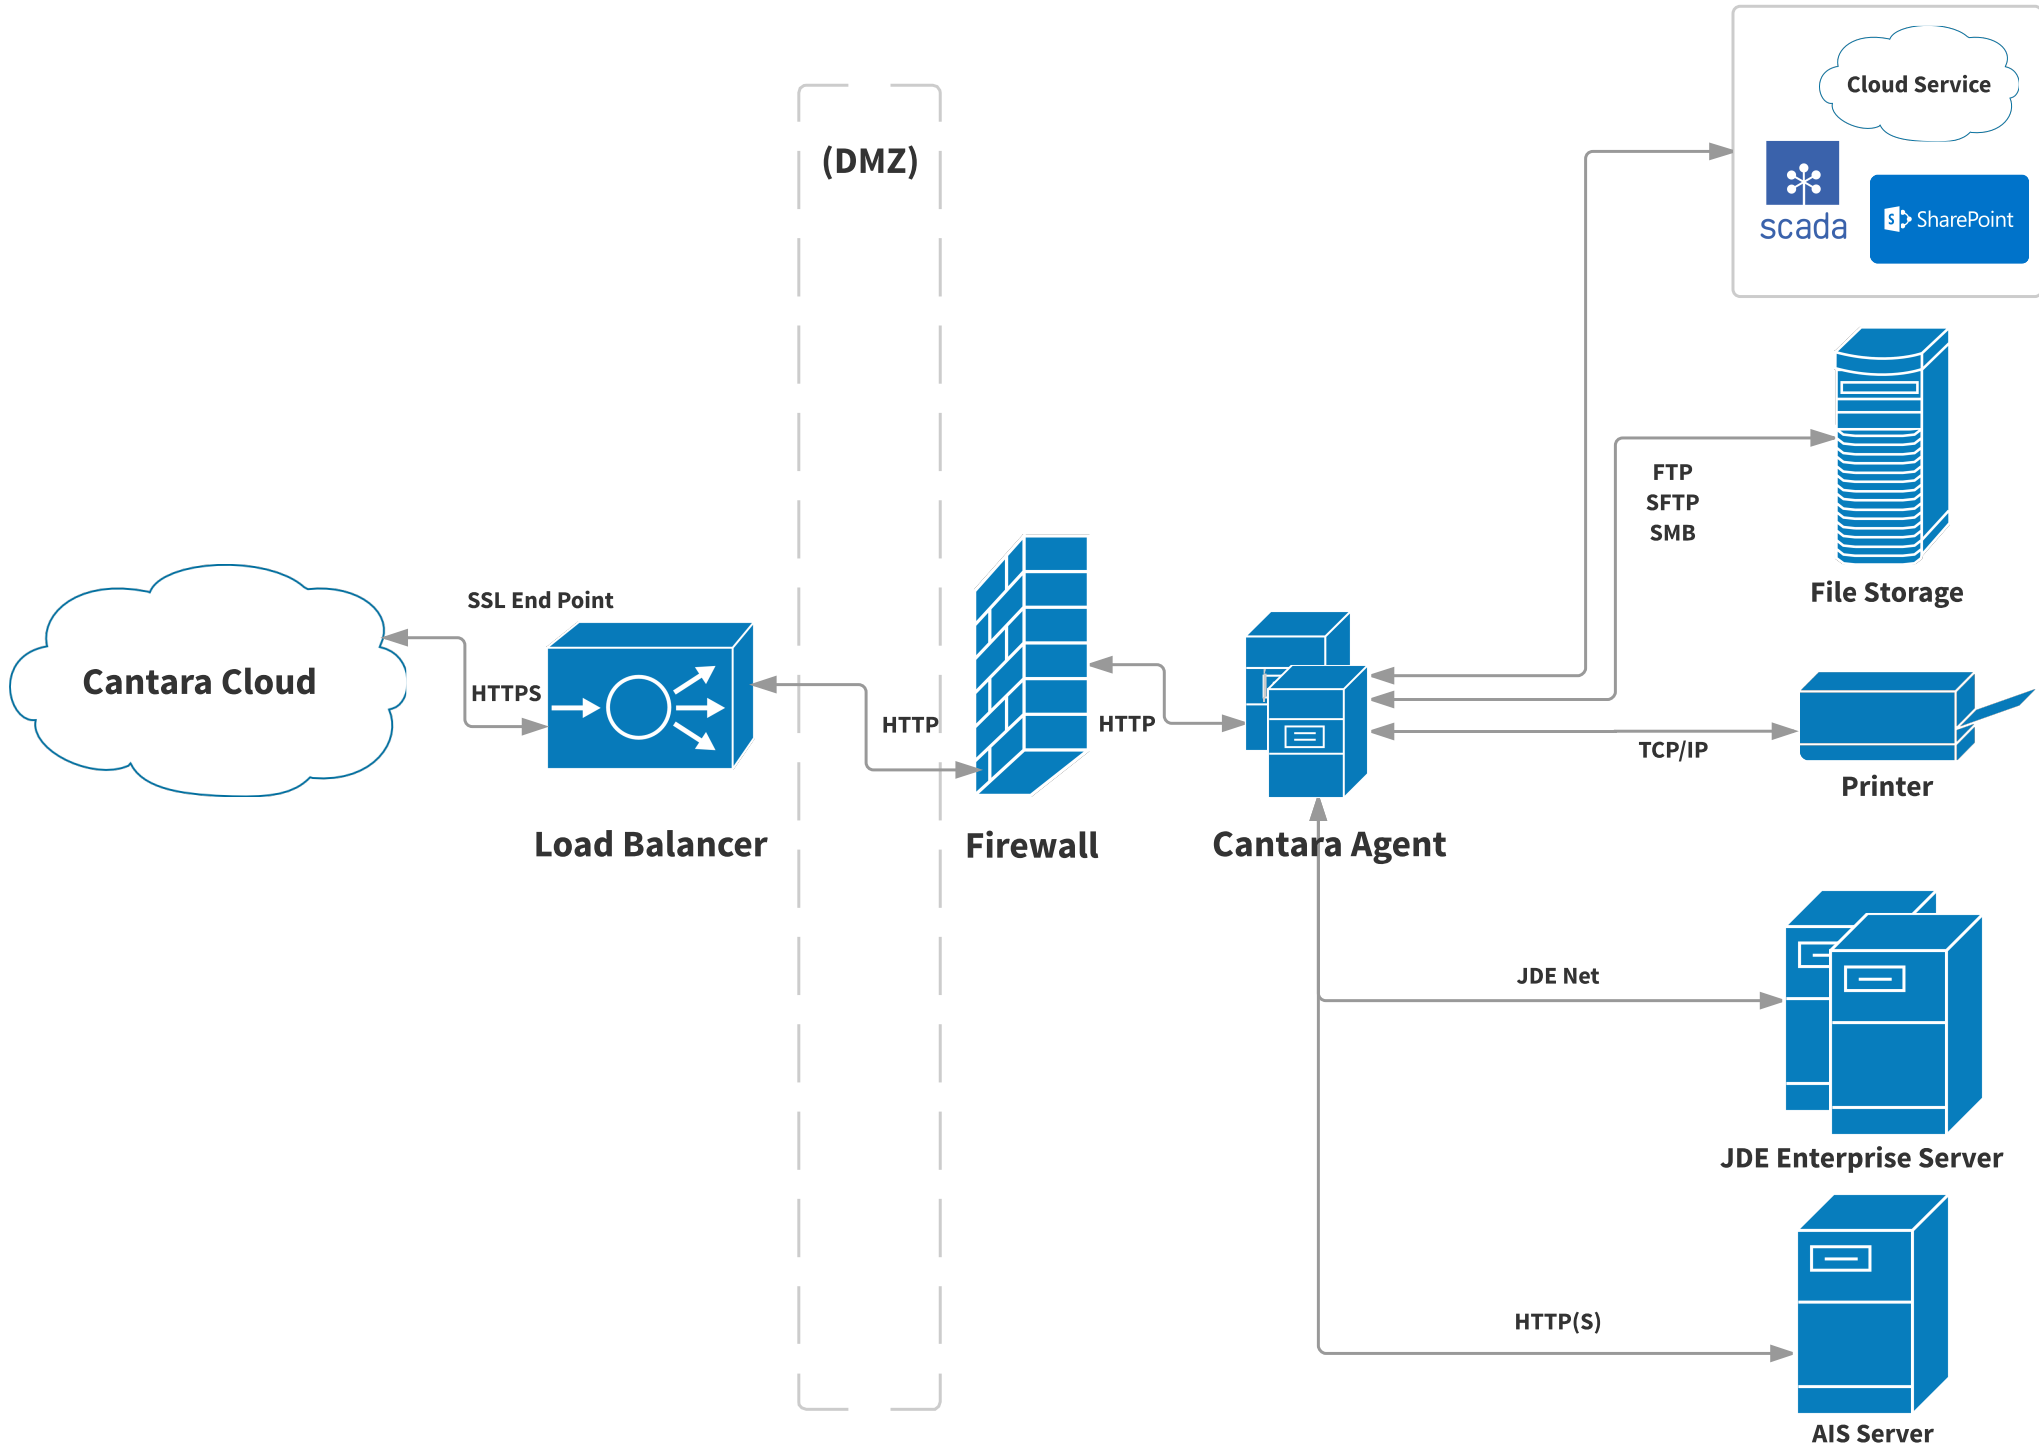 Cloud Service
(DMZ)
scada
S SharePoint
FTP
SFTP
SMB
File Storage
SSL End Point
Cantara Cloud
HTTPS
HTTP
HTTP
TCP/IP
Printer
Load Balancer
Firewall
Cantara Agent
JDE Net
JDE Enterprise Server
HTTP(S)
AIS Server